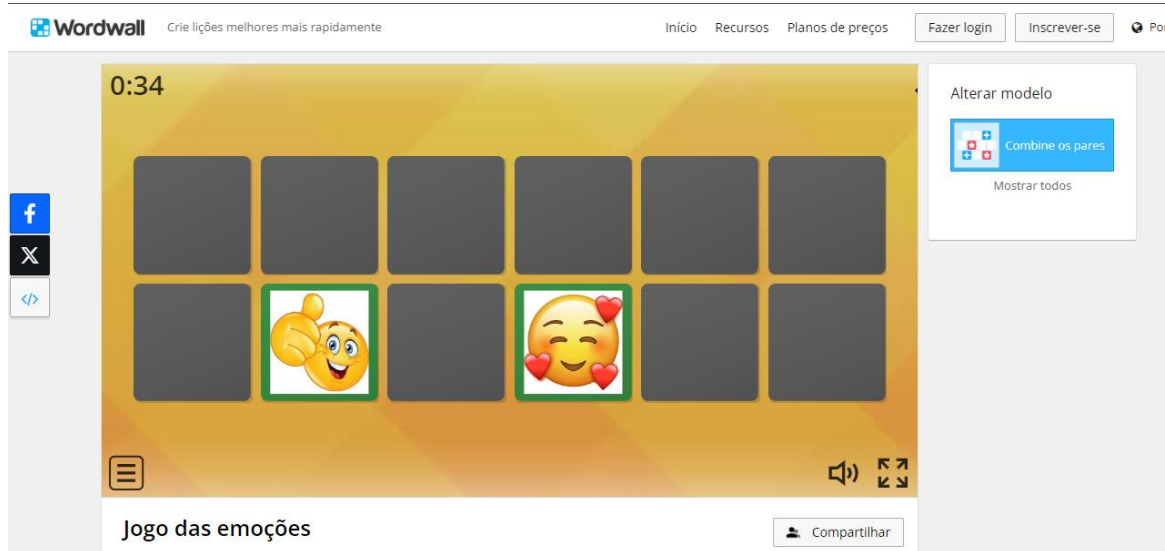 Wordwall Crie lições melhores mais rapidamente Início Recursos Planos de preços Fazer login Inscrever-se
0:34
Alterar modelo
Combine os pares
Mostrar todos
Jogo das emoções
Compartilhar